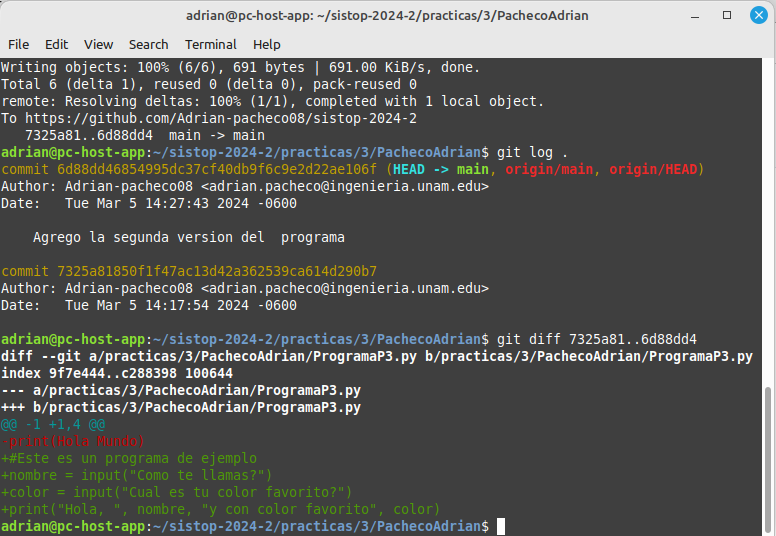 adrian@pc-host-app: ~/sistop-2024-2/practicas/3/PachecoAdrian
File Edit View Search Terminal Help
Writing objects: 100% (6/6), 691 bytes | 691.00 KiB/s, done.
Total 6 (delta 1), reused 0 (delta 0), pack-reused 0
remote: Resolving deltas: 100% (1/1), completed with 1 local object.
To https://github.com/Adrian-pacheco08/sistop-2024-2
   7325a81..6d88dd4  main -> main
adrian@pc-host-app:~/sistop-2024-2/practicas/3/PachecoAdrian$ git log .
commit 6d88dd46854995dc37cf40db9f6c9e2d22ae106f (HEAD -> main, origin/main, origin/HEAD)
Author: Adrian-pacheco08 <adrian.pacheco@ingenieria.unam.edu>
Date:   Tue Mar 5 14:27:43 2024 -0600
    Agrego la segunda version del  programa
commit 7325a81850f1f47ac13d42a362539ca614d290b7
Author: Adrian-pacheco08 <adrian.pacheco@ingenieria.unam.edu>
Date:   Tue Mar 5 14:17:54 2024 -0600
adrian@pc-host-app:~/sistop-2024-2/practicas/3/PachecoAdrian$ git diff 7325a81..6d88dd4
diff --git a/practicas/3/PachecoAdrian/ProgramaP3.py b/practicas/3/PachecoAdrian/ProgramaP3.py
index 9f7e444..c288398 100644
--- a/practicas/3/PachecoAdrian/ProgramaP3.py
+++ b/practicas/3/PachecoAdrian/ProgramaP3.py
@@ -1 +1,4 @@
-print(Hola Mundo)
+#Este es un programa de ejemplo
+nombre = input("Como te llamas?")
+color = input("Cual es tu color favorito?")
+print("Hola, ", nombre, "y con color favorito", color)
adrian@pc-host-app:~/sistop-2024-2/practicas/3/PachecoAdrian$